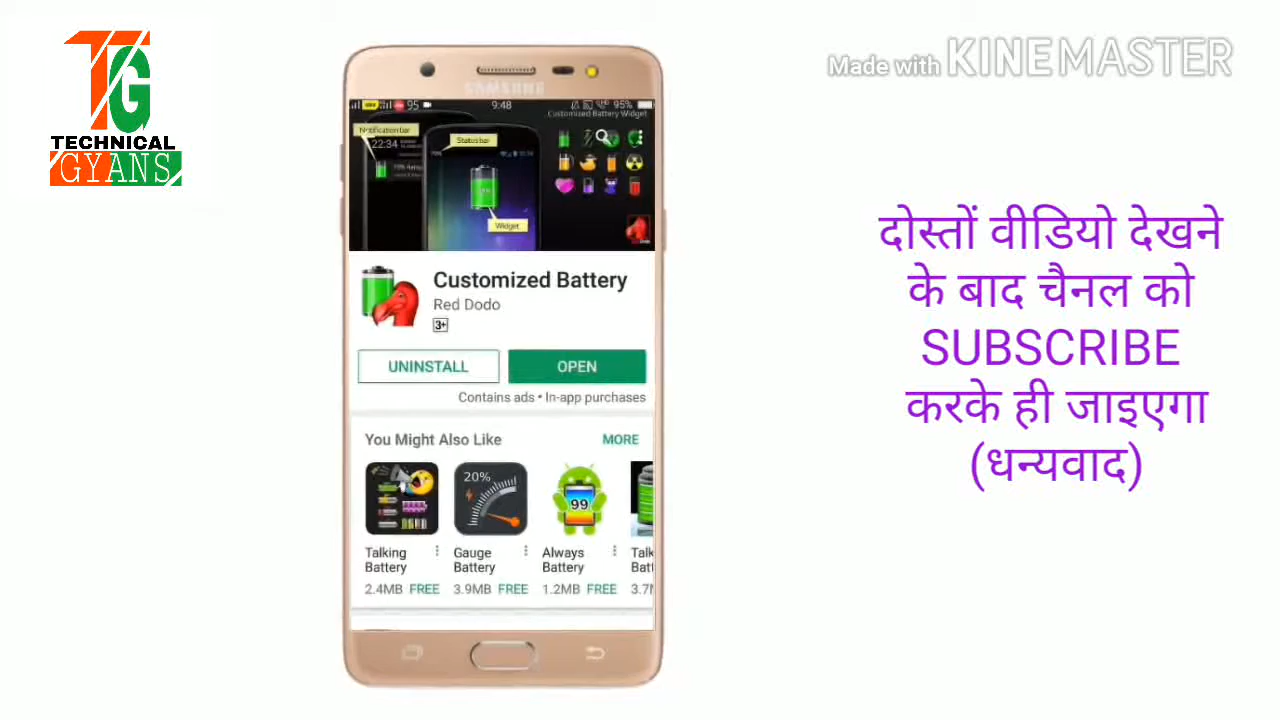 TG
TECHNICAL
GYANS
Made with KINEMASTER
SAMSUNG
95
9:48
95%
Customized Battery Widget
Notification bar
22:34
Status bar
Widget
Customized Battery
Red Dodo
3+
UNINSTALL
OPEN
Contains ads • In-app purchases
You Might Also Like
MORE
20%
99
Talking
Battery
2.4MB FREE
Gauge
Battery
3.9MB FREE
Always
Battery
1.2MB FREE
दोस्तों वीडियो देखने
के बाद चैनल को
SUBSCRIBE
करके ही जाइएगा
(धन्यवाद)